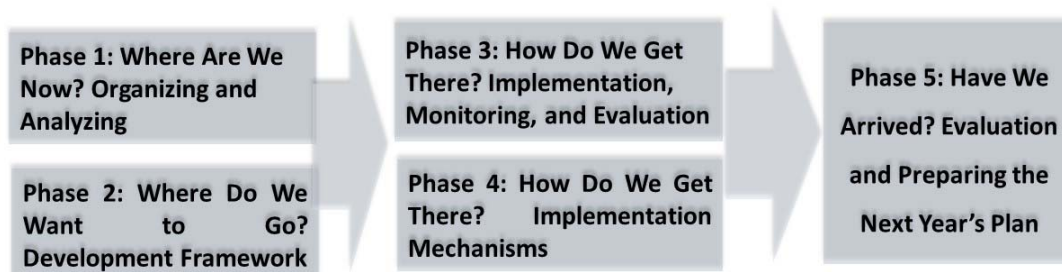 Phase 1: Where Are We
Now? Organizing and
Analyzing
Phase 2: Where Do We
Want to Go?
Development Framework
Phase 3: How Do We Get
There? Implementation,
Monitoring, and Evaluation
Phase 4: How Do We Get
There? Implementation
Mechanisms
Phase 5: Have We
Arrived? Evaluation
and Preparing the
Next Year's Plan